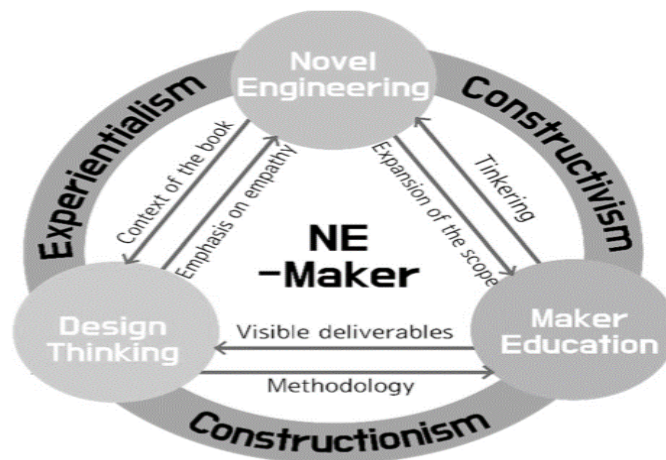 Novel
Engineering
Experientialism
Constructivism
Context of the book
Emphasis on empathy
Expansion of the scope
Tinkering
NE
-Maker
Design
Thinking
Visible deliverables
Methodology
Maker
Education
Constructionism